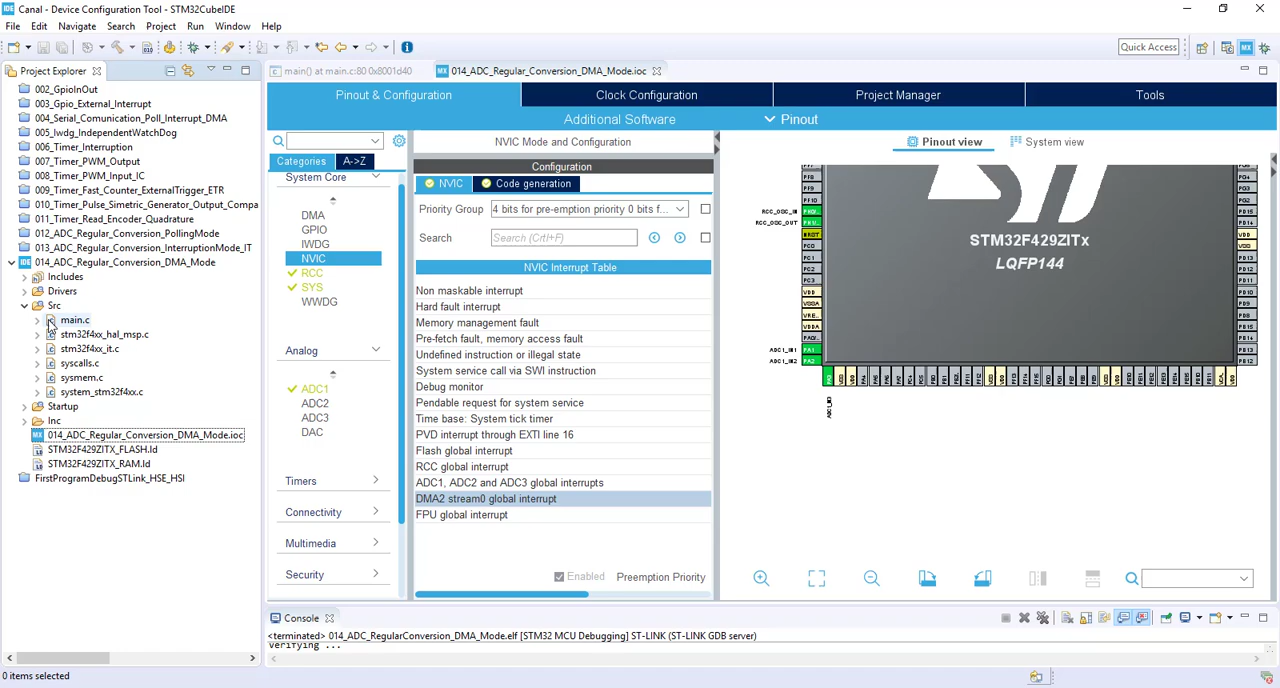 Canal - Device Configuration Tool - STM32CubeIDE
File Edit Navigate Search Project Run Window Help
Quick Access
Project Explorer
main() at main.c:80 0x8001d40
014_ADC_Regular_Conversion_DMA_Mode.ioc
002_GpioInOut
003_Gpio_External_Interrupt
004_Serial_Comunication_Poll_Interrupt_DMA
005_Iwdg_IndependentWatchDog
006_Timer_Interruption
007_Timer_PWM_Output
008_Timer_PWM_Input_IC
009_Timer_Fast_Counter_ExternalTrigger_ETR
010_Timer_Pulse_Simetric_Generator_Output_Compa
011_Timer_Read_Encoder_Quadrature
012_ADC_Regular_Conversion_PollingMode
013_ADC_Regular_Conversion_InterruptionMode_IT
014_ADC_Regular_Conversion_DMA_Mode
Includes
Drivers
Src
main.c
stm32f4xx_hal_msp.c
stm32f4xx_it.c
syscalls.c
sysmem.c
system_stm32f4xx.c
Startup
Inc
014_ADC_Regular_Conversion_DMA_Mode.ioc
STM32F429ZITX_FLASH.ld
STM32F429ZITX_RAM.ld
FirstProgramDebugSTLink_HSE_HSI
0 items selected
Pinout & Configuration
Clock Configuration
Project Manager
Tools
Additional Software
Pinout
Categories
A->Z
System Core
DMA
GPIO
IWDG
NVIC
RCC
SYS
WWDG
Analog
ADC1
ADC2
ADC3
DAC
Timers
Connectivity
Multimedia
Security
NVIC Mode and Configuration
Configuration
NVIC
Code generation
Priority Group 4 bits for pre-emption priority 0 bits f...
Search Search (Crtl+F)
NVIC Interrupt Table
Non maskable interrupt
Hard fault interrupt
Memory management fault
Pre-fetch fault, memory access fault
Undefined instruction or illegal state
System service call via SWI instruction
Debug monitor
Pendable request for system service
Time base: System tick timer
PVD interrupt through EXTI line 16
Flash global interrupt
RCC global interrupt
ADC1, ADC2 and ADC3 global interrupts
DMA2 stream0 global interrupt
FPU global interrupt
Enabled Preemption Priority
Pinout view
System view
RCC_OSC_IN
RCC_OSC_OUT
ADC1_IN1
ADC1_IN2
STM32F429ZITx
LQFP144
Console
<terminated> 014_ADC_RegularConversion_DMA_Mode.elf [STM32 MCU Debugging] ST-LINK (ST-LINK GDB server)
Verifying ...